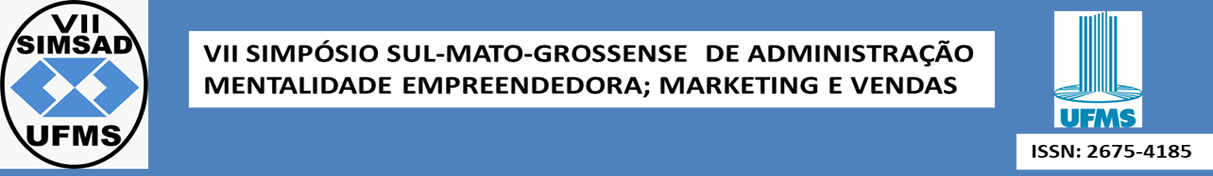 VII
SIMSAD
UFMS
VII SIMPÓSIO SUL-MATO-GROSSENSE DE ADMINISTRAÇÃO
MENTALIDADE EMPREENDEDORA; MARKETING E VENDAS
UFMS
ISSN: 2675-4185